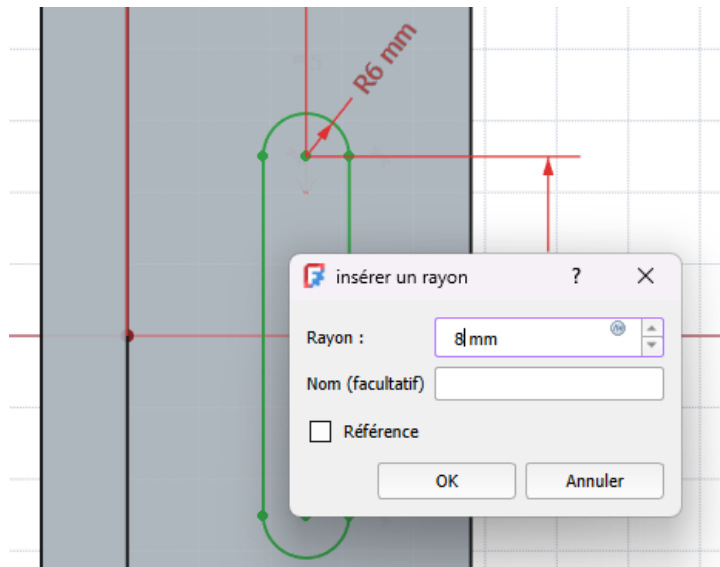 R6 mm
insérer un rayon ? X
Rayon : 8 mm
Nom (facultatif)
Référence
OK Annuler